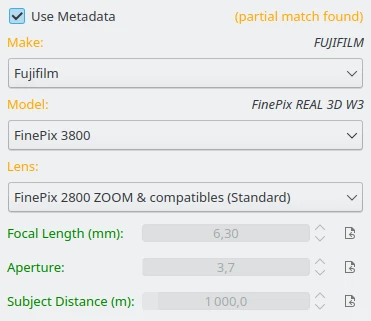 Use Metadata (partial match found)
Make: FUJIFILM
Fujifilm
Model: FinePix REAL 3D W3
FinePix 3800
Lens:
FinePix 2800 ZOOM & compatibles (Standard)
Focal Length (mm): 6,30
Aperture: 3,7
Subject Distance (m): 1 000,0